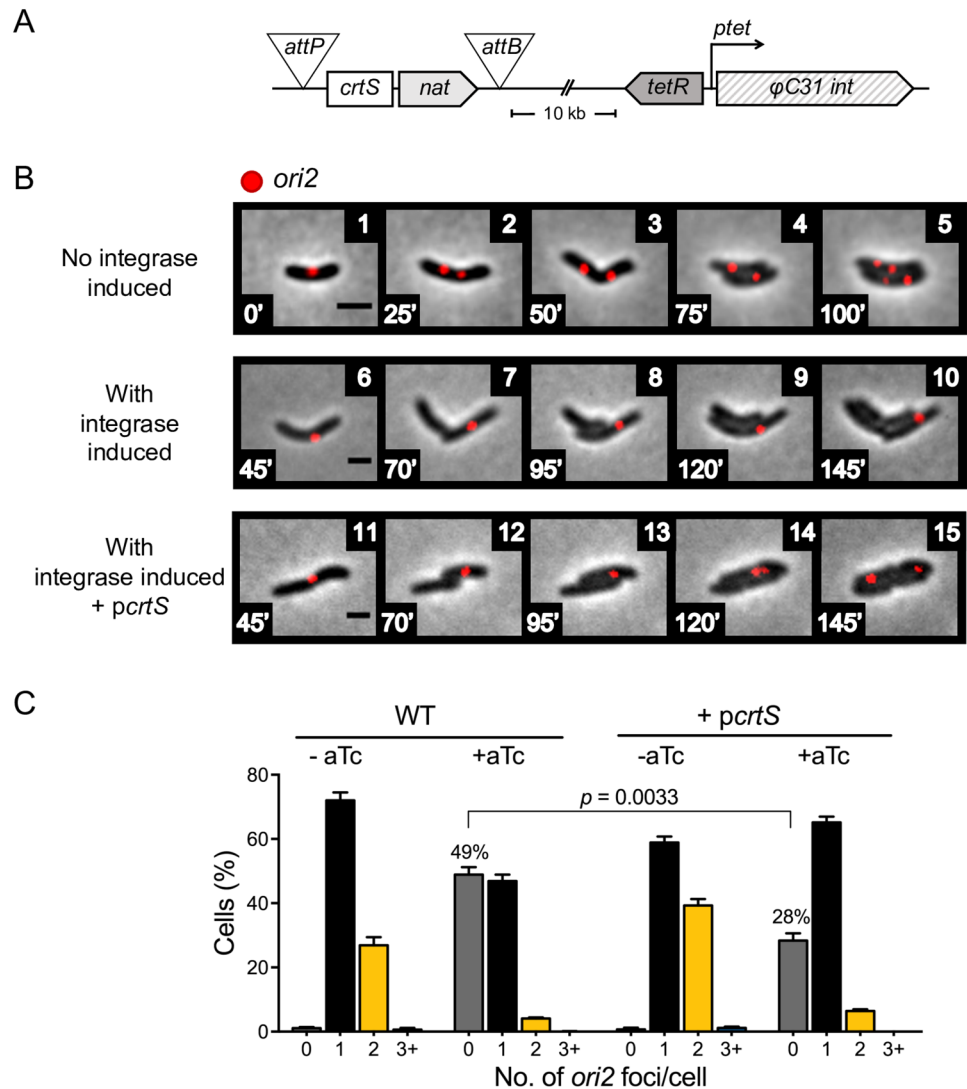 A
attP
attB
ptet
crtS
nat
tetR
φC31 int
10 kb
B
ori2
No integrase
induced
1
2
3
4
5
0'
25'
50'
75'
100'
With
integrase
induced
6
7
8
9
10
45'
70'
95'
120'
145'
With
integrase induced
+ pcrtS
11
12
13
14
15
45'
70'
95'
120'
145'
C
WT
+ pcrtS
- aTc
+aTc
-aTc
+aTc
80
60
40
20
0
Cells (%)
p = 0.0033
49%
28%
0 1 2 3+ 0 1 2 3+ 0 1 2 3+ 0 1 2 3+
No. of ori2 foci/cell